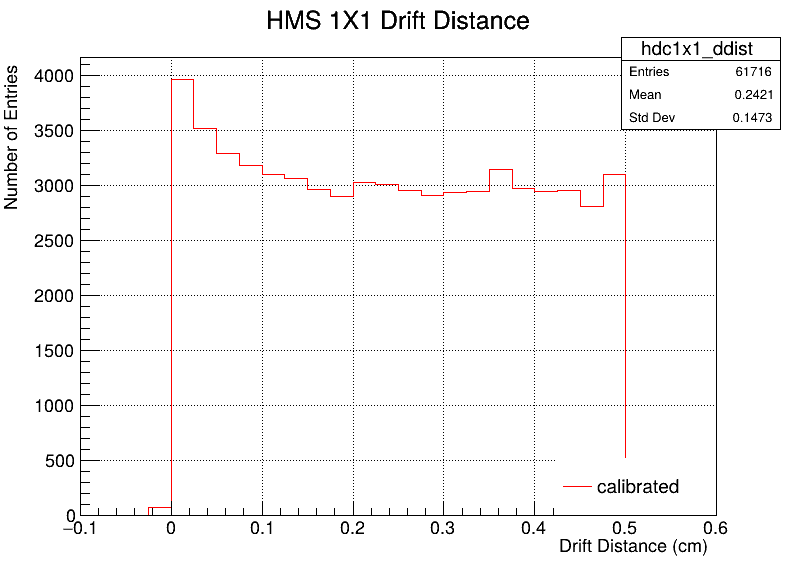 HMS 1X1 Drift Distance
hdc1x1_ddist
Entries 61716
Mean 0.2421
Std Dev 0.1473
Number of Entries
4000
3500
3000
2500
2000
1500
1000
500
0
−0.1 0 0.1 0.2 0.3 0.4 0.5 0.6
calibrated
Drift Distance (cm)